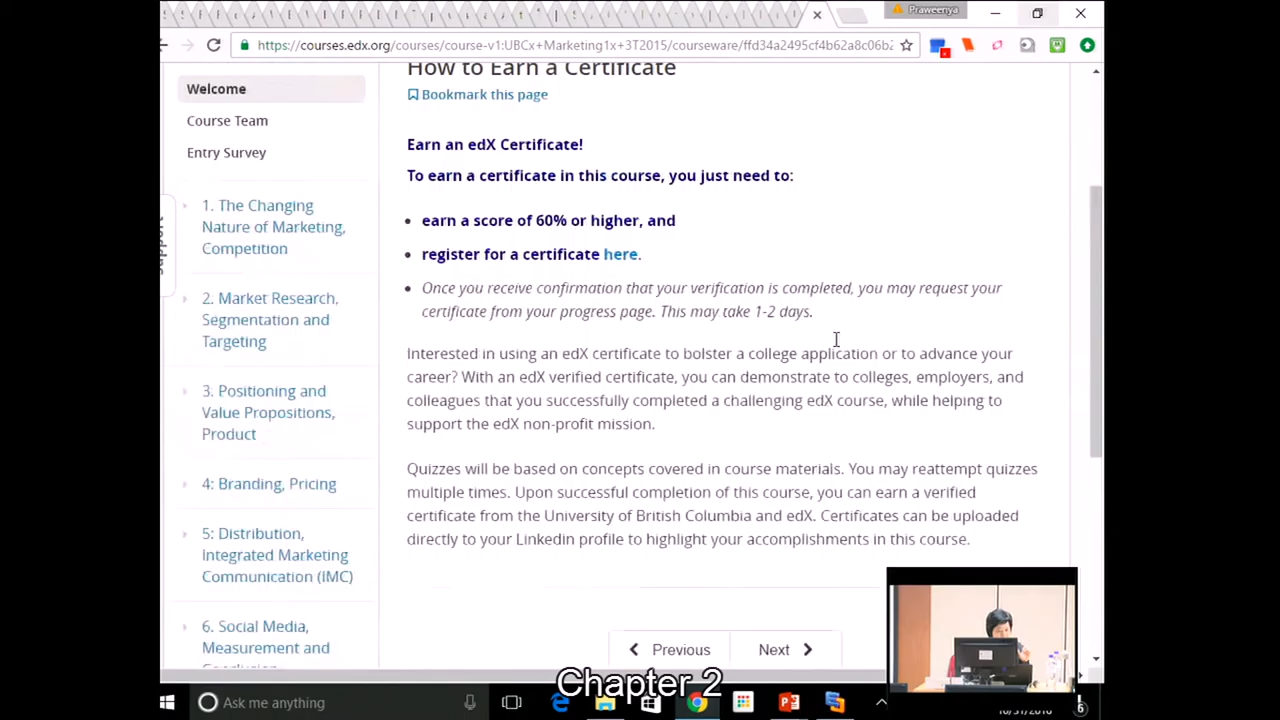 Praweenya
https://courses.edx.org/courses/course-v1:UBCx+Marketing1x+3T2015/courseware/ffd34a2495cf4b62a8c06b2
How to Earn a Certificate
Bookmark this page
Welcome
Course Team
Entry Survey
1. The Changing
Nature of Marketing,
Competition
2. Market Research,
Segmentation and
Targeting
3. Positioning and
Value Propositions,
Product
4: Branding, Pricing
5: Distribution,
Integrated Marketing
Communication (IMC)
6. Social Media,
Measurement and
Support
Earn an edX Certificate!
To earn a certificate in this course, you just need to:
• earn a score of 60% or higher, and
• register for a certificate here.
• Once you receive confirmation that your verification is completed, you may request your
certificate from your progress page. This may take 1-2 days.
Interested in using an edX certificate to bolster a college application or to advance your
career? With an edX verified certificate, you can demonstrate to colleges, employers, and
colleagues that you successfully completed a challenging edX course, while helping to
support the edX non-profit mission.
Quizzes will be based on concepts covered in course materials. You may reattempt quizzes
multiple times. Upon successful completion of this course, you can earn a verified
certificate from the University of British Columbia and edX. Certificates can be uploaded
directly to your Linkedin profile to highlight your accomplishments in this course.
Previous
Next
Chapter 2
Ask me anything
10/31/2016